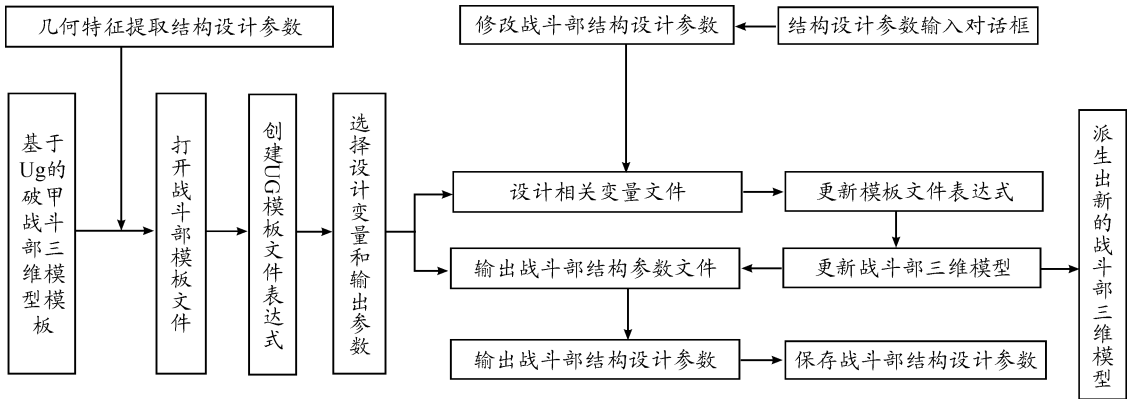 几何特征提取结构设计参数
修改战斗部结构设计参数
结构设计参数输入对话框
基于
Ug的
破甲
战斗
部三
维模
型模
板
打开战斗部模板文件
创建UG模板文件表达式
选择设计变量和输出参数
设计相关变量文件
更新模板文件表达式
输出战斗部结构参数文件
更新战斗部三维模型
输出战斗部结构设计参数
保存战斗部结构设计参数
派生出新的战斗部三维模型